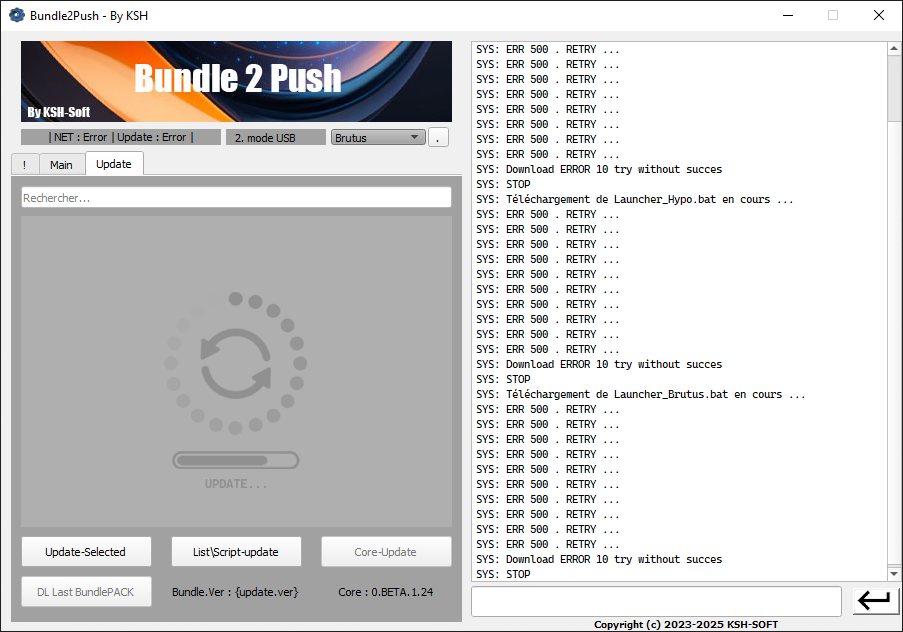 Bundle2Push - By KSH
Bundle 2 Push
By KSH-Soft
| NET : Error | Update : Error |
2. mode USB
Brutus
.
!
Main
Update
Rechercher...
UPDATE...
Update-Selected
List\Script-update
Core-Update
DL Last BundlePACK
Bundle.Ver : {update.ver}
Core : 0.BETA.1.24
SYS: ERR 500 . RETRY ...
SYS: ERR 500 . RETRY ...
SYS: ERR 500 . RETRY ...
SYS: ERR 500 . RETRY ...
SYS: ERR 500 . RETRY ...
SYS: ERR 500 . RETRY ...
SYS: ERR 500 . RETRY ...
SYS: ERR 500 . RETRY ...
SYS: Download ERROR 10 try without succes
SYS: STOP
SYS: Téléchargement de Launcher_Hypo.bat en cours ...
SYS: ERR 500 . RETRY ...
SYS: ERR 500 . RETRY ...
SYS: ERR 500 . RETRY ...
SYS: ERR 500 . RETRY ...
SYS: ERR 500 . RETRY ...
SYS: ERR 500 . RETRY ...
SYS: ERR 500 . RETRY ...
SYS: ERR 500 . RETRY ...
SYS: ERR 500 . RETRY ...
SYS: ERR 500 . RETRY ...
SYS: Download ERROR 10 try without succes
SYS: STOP
SYS: Téléchargement de Launcher_Brutus.bat en cours ...
SYS: ERR 500 . RETRY ...
SYS: ERR 500 . RETRY ...
SYS: ERR 500 . RETRY ...
SYS: ERR 500 . RETRY ...
SYS: ERR 500 . RETRY ...
SYS: ERR 500 . RETRY ...
SYS: ERR 500 . RETRY ...
SYS: ERR 500 . RETRY ...
SYS: ERR 500 . RETRY ...
SYS: ERR 500 . RETRY ...
SYS: Download ERROR 10 try without succes
SYS: STOP
Copyright (c) 2023-2025 KSH-SOFT